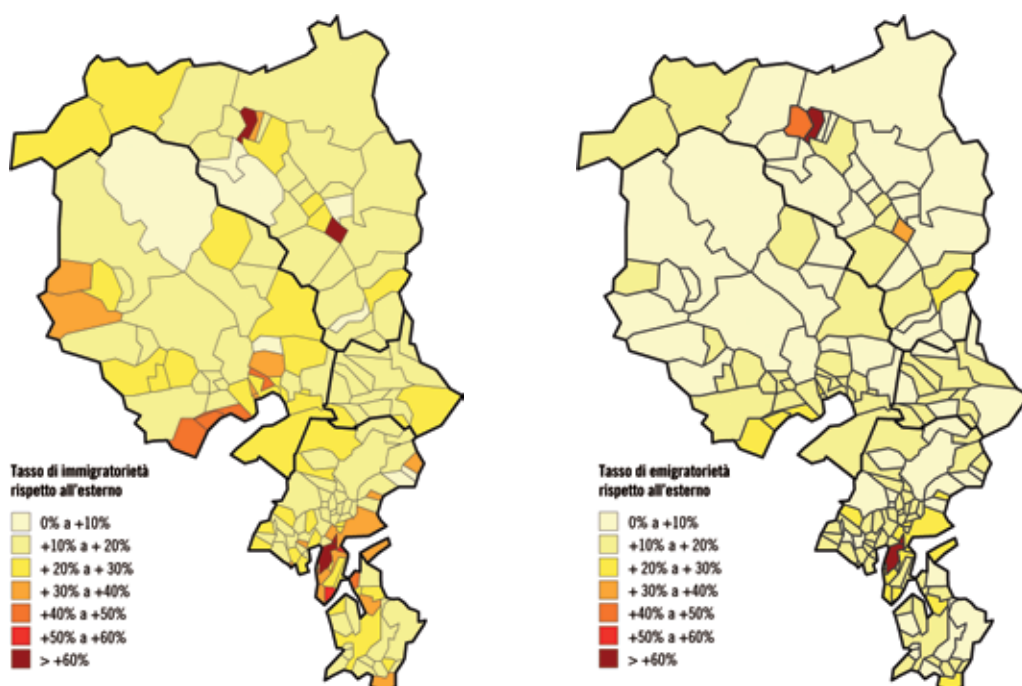 Tasso di immigratorietà
rispetto all'esterno
0% a +10%
+10% a + 20%
+ 20% a + 30%
+ 30% a +40%
+40% a +50%
+50% a +60%
> +60%
Tasso di emigratorietà
rispetto all'esterno
0% a +10%
+10% a + 20%
+ 20% a + 30%
+ 30% a +40%
+40% a +50%
+50% a +60%
> +60%